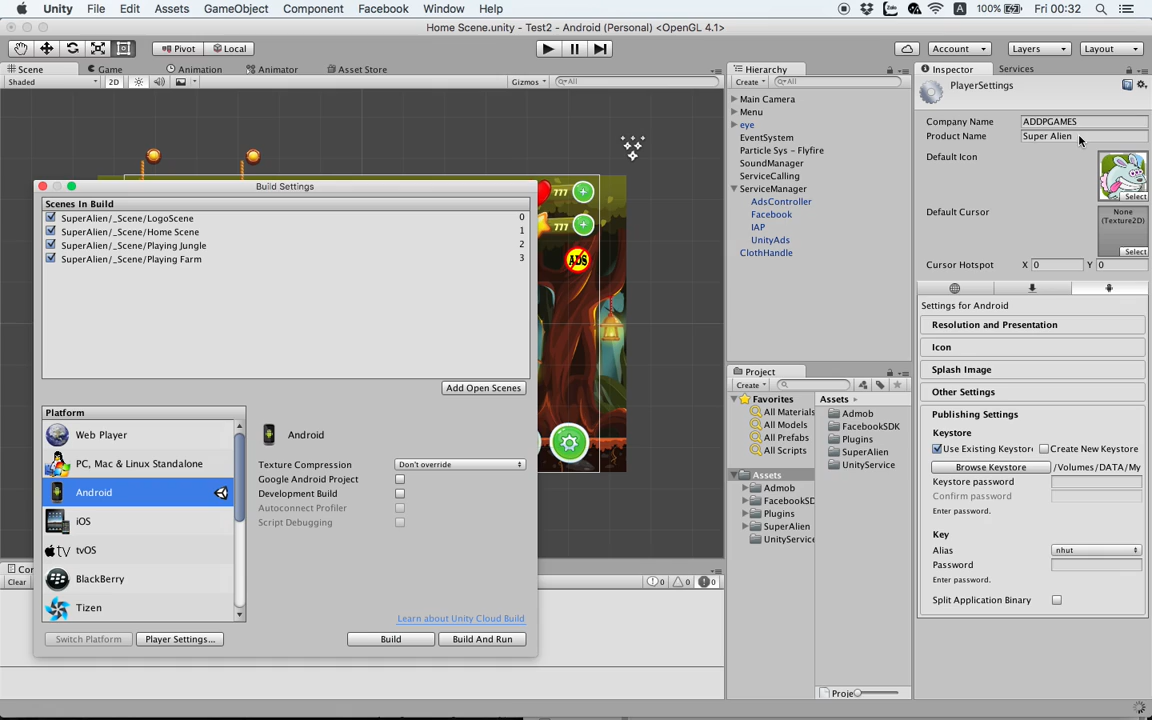 Unity File Edit Assets GameObject Component Facebook Window Help 100% Fri 00:32
Home Scene.unity - Test2 - Android (Personal) <OpenGL 4.1>
Pivot Local Account Layers Layout
Scene Game Animation Animator Asset Store
Shaded 2D Gizmos All
Hierarchy
Create All
Main Camera
Menu
eye
EventSystem
Particle Sys - Flyfire
SoundManager
ServiceCalling
ServiceManager
AdsController
Facebook
IAP
UnityAds
ClothHandle
777
777
ADS
Build Settings
Scenes In Build
SuperAlien/_Scene/LogoScene 0
SuperAlien/_Scene/Home Scene 1
SuperAlien/_Scene/Playing Jungle 2
SuperAlien/_Scene/Playing Farm 3
Add Open Scenes
Platform
Web Player
PC, Mac & Linux Standalone
Android
iOS
tvOS
BlackBerry
Tizen
Android
Texture Compression Don't override
Google Android Project
Development Build
Autoconnect Profiler
Script Debugging
Learn about Unity Cloud Build
Switch Platform Player Settings... Build Build And Run
Con
Clear
0 0 0
Project
Create
Favorites
All Materials
All Models
All Prefabs
All Scripts
Assets
Admob
FacebookSD
Plugins
SuperAlien
UnityService
Assets
Admob
FacebookSDK
Plugins
SuperAlien
UnityService
Proje
Inspector Services
PlayerSettings
Company Name ADDPGAMES
Product Name Super Alien
Default Icon
Select
Default Cursor
None
(Texture2D)
Select
Cursor Hotspot X 0 Y 0
Settings for Android
Resolution and Presentation
Icon
Splash Image
Other Settings
Publishing Settings
Keystore
Use Existing Keystore Create New Keystore
Browse Keystore /Volumes/DATA/My
Keystore password
Confirm password
Enter password.
Key
Alias nhut
Password
Enter password.
Split Application Binary